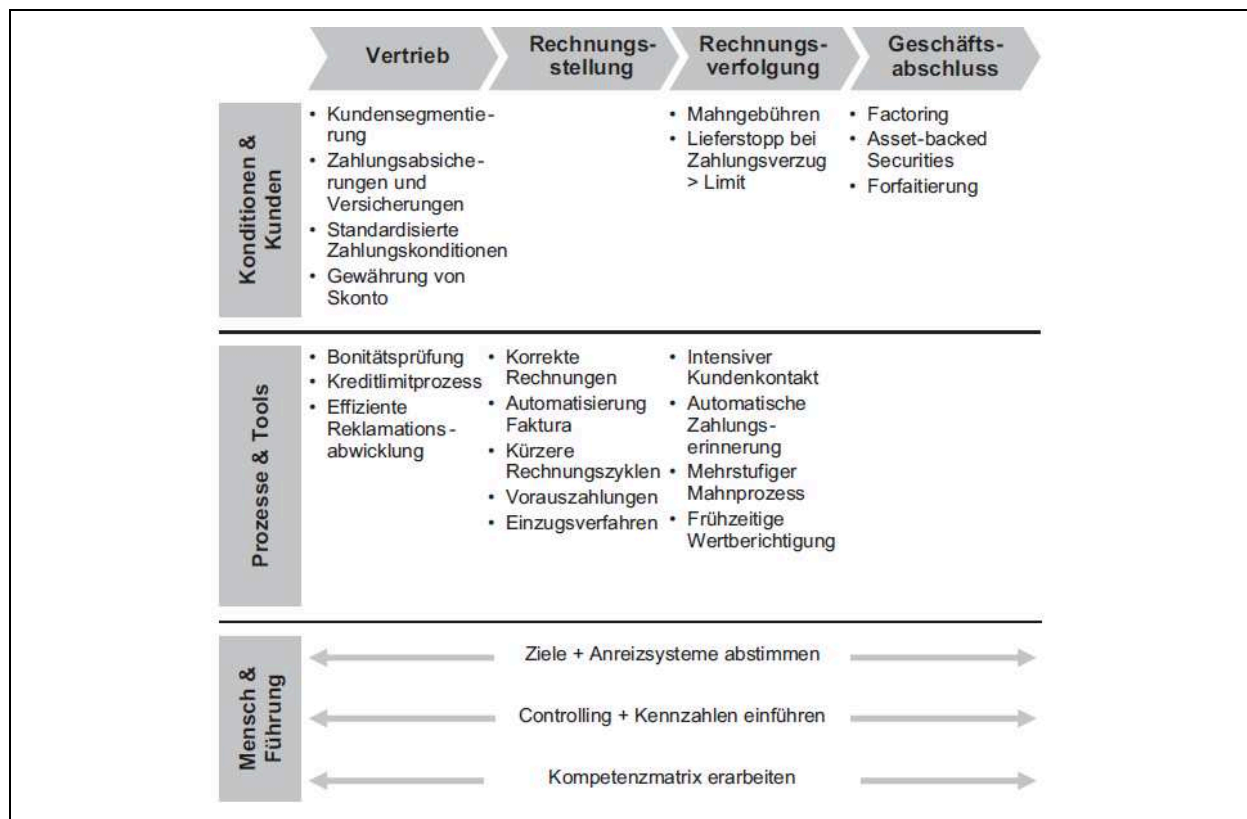 Vertrieb
Rechnungs-
stellung
Rechnungs-
verfolgung
Geschäfts-
abschluss
Konditionen &
Kunden
• Kundensegmentie-
rung
• Zahlungsabsiche-
rungen und
Versicherungen
• Standardisierte
Zahlungskonditionen
• Gewährung von
Skonto
• Mahngebühren
• Lieferstopp bei
Zahlungsverzug
> Limit
• Factoring
• Asset-backed
Securities
• Forfaitierung
Prozesse & Tools
• Bonitätsprüfung
• Kreditlimitprozess
• Effiziente
Reklamations-
abwicklung
• Korrekte
Rechnungen
• Automatisierung
Faktura
• Kürzere
Rechnungszyklen
• Vorauszahlungen
• Einzugsverfahren
• Intensiver
Kundenkontakt
• Automatische
Zahlungs-
erinnerung
• Mehrstufiger
Mahnprozess
• Frühzeitige
Wertberichtigung
Mensch &
Führung
Ziele + Anreizsysteme abstimmen
Controlling + Kennzahlen einführen
Kompetenzmatrix erarbeiten